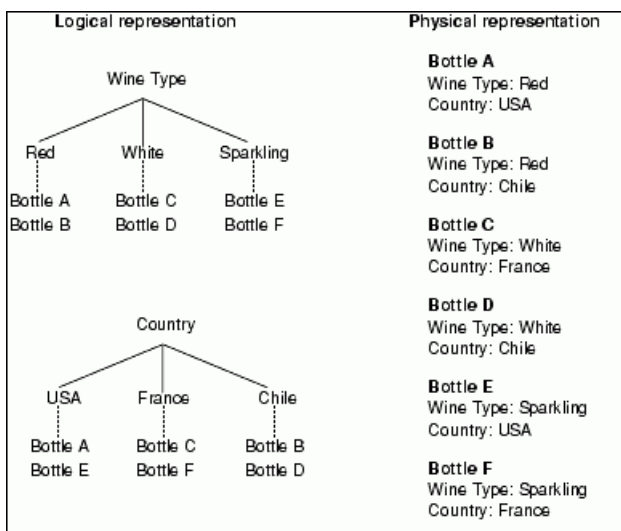 Logical representation
Wine Type
Red White Sparkling
Bottle A Bottle C Bottle E
Bottle B Bottle D Bottle F
Country
USA France Chile
Bottle A Bottle C Bottle B
Bottle E Bottle F Bottle D
Physical representation
Bottle A
Wine Type: Red
Country: USA
Bottle B
Wine Type: Red
Country: Chile
Bottle C
Wine Type: White
Country: France
Bottle D
Wine Type: White
Country: Chile
Bottle E
Wine Type: Sparkling
Country: USA
Bottle F
Wine Type: Sparkling
Country: France